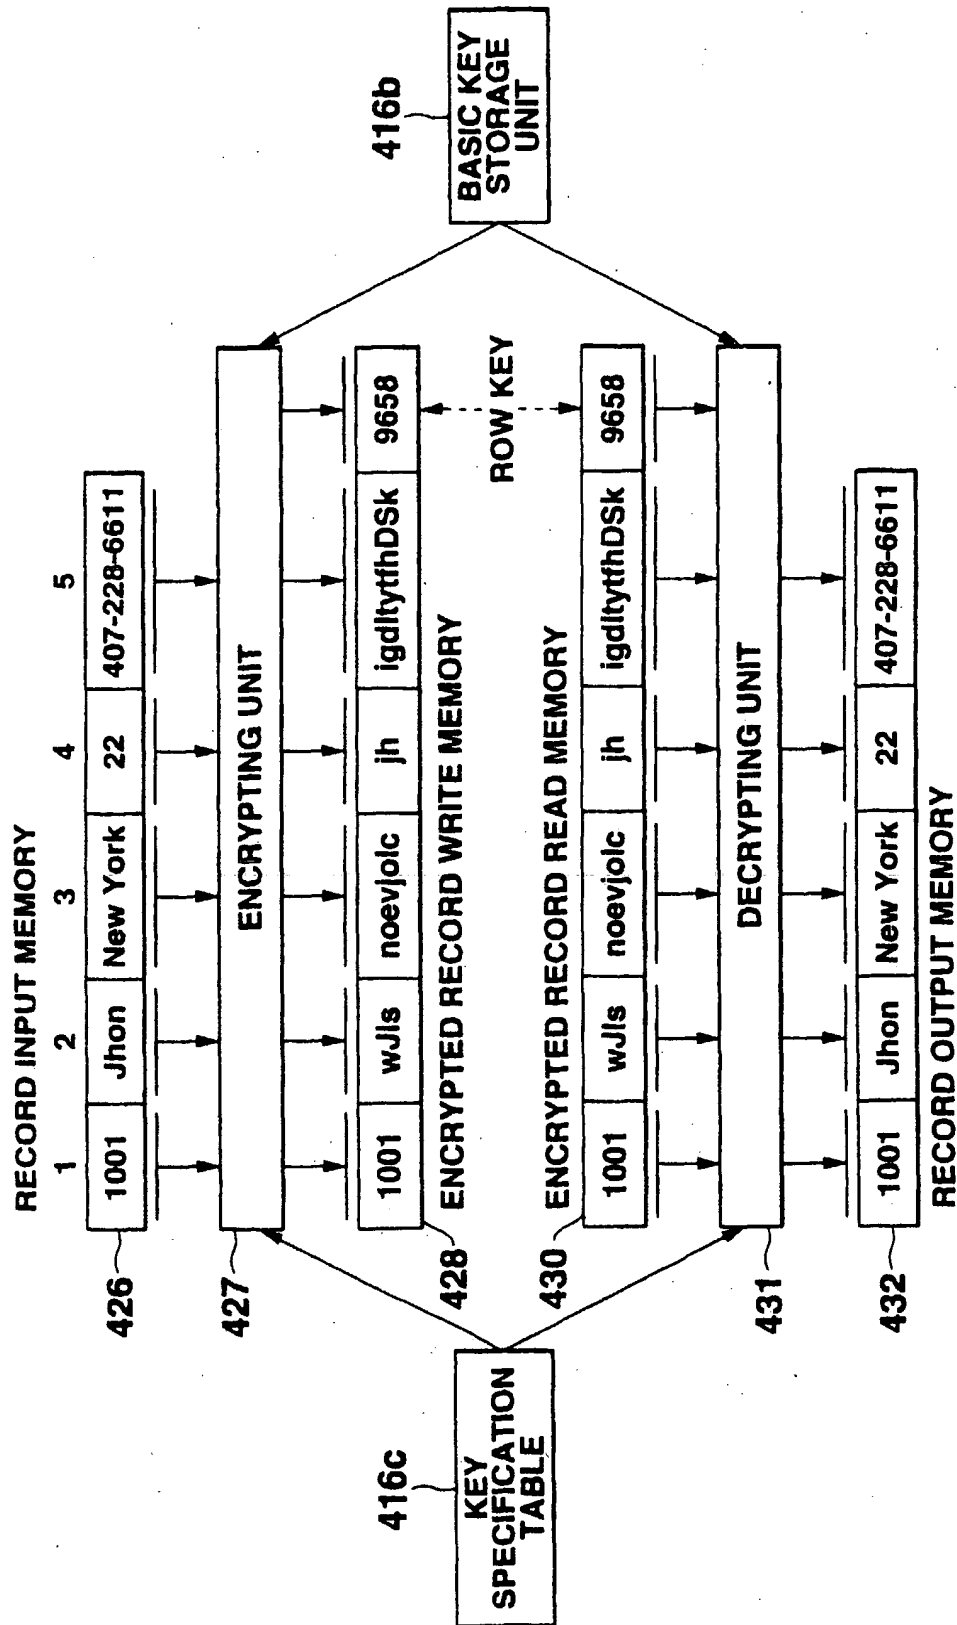 RECORD INPUT MEMORY
1 2 3 4 5
426
1001 Jhon New York 22 407-228-6611
427
ENCRYPTING UNIT
428
1001 wJls noevjolc jh igdltytfhDSk 9658
ENCRYPTED RECORD WRITE MEMORY
416c
KEY
SPECIFICATION
TABLE
ROW KEY
416b
BASIC KEY
STORAGE
UNIT
ENCRYPTED RECORD READ MEMORY
430
1001 wJls noevjolc jh igdltytfhDSk 9658
431
DECRYPTING UNIT
432
1001 Jhon New York 22 407-228-6611
RECORD OUTPUT MEMORY